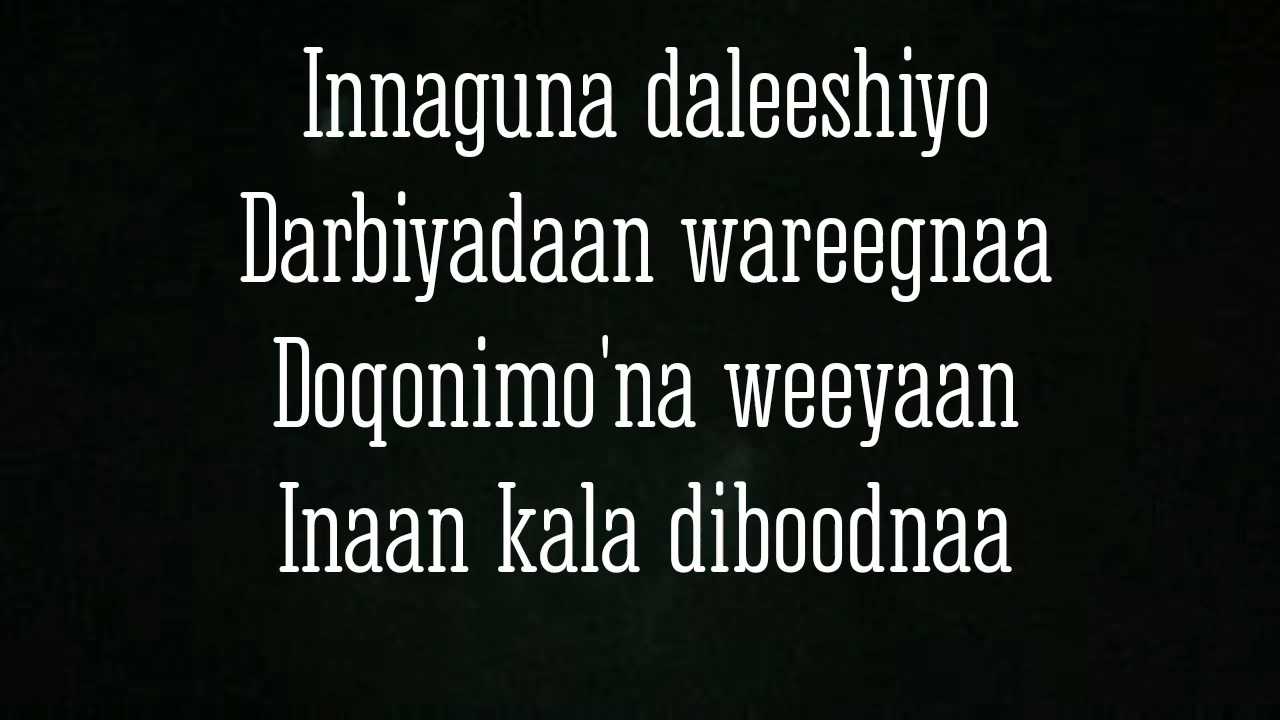 Innaguna daleeshiyo
Darbiyadaan wareegnaa
Doqonimo'na weeyaan
Inaan kala diboodnaa